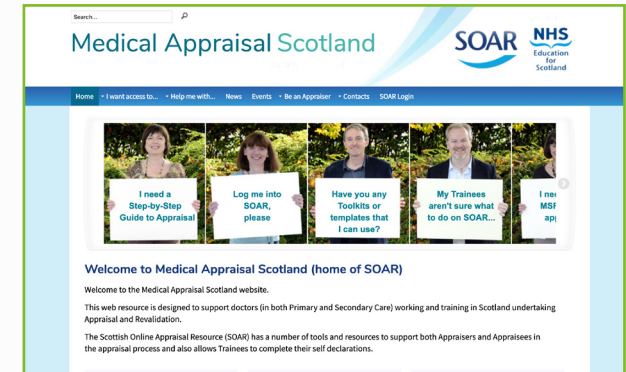 Search...
Medical Appraisal Scotland
SOAR
NHS
Education
for
Scotland
Home I want access to... Help me with... News Events Be an Appraiser Contacts SOAR Login
I need a
Step-by-Step
Guide to Appraisal
Log me into
SOAR,
please
Have you any
Toolkits or
templates that
I can use?
My Trainees
aren't sure what
to do on SOAR...
Welcome to Medical Appraisal Scotland (home of SOAR)
Welcome to the Medical Appraisal Scotland website.
This web resource is designed to support doctors (in both Primary and Secondary Care) working and training in Scotland undertaking
Appraisal and Revalidation.
The Scottish Online Appraisal Resource (SOAR) has a number of tools and resources to support both Appraisers and Appraisees in
the appraisal process and also allows Trainees to complete their self declarations.